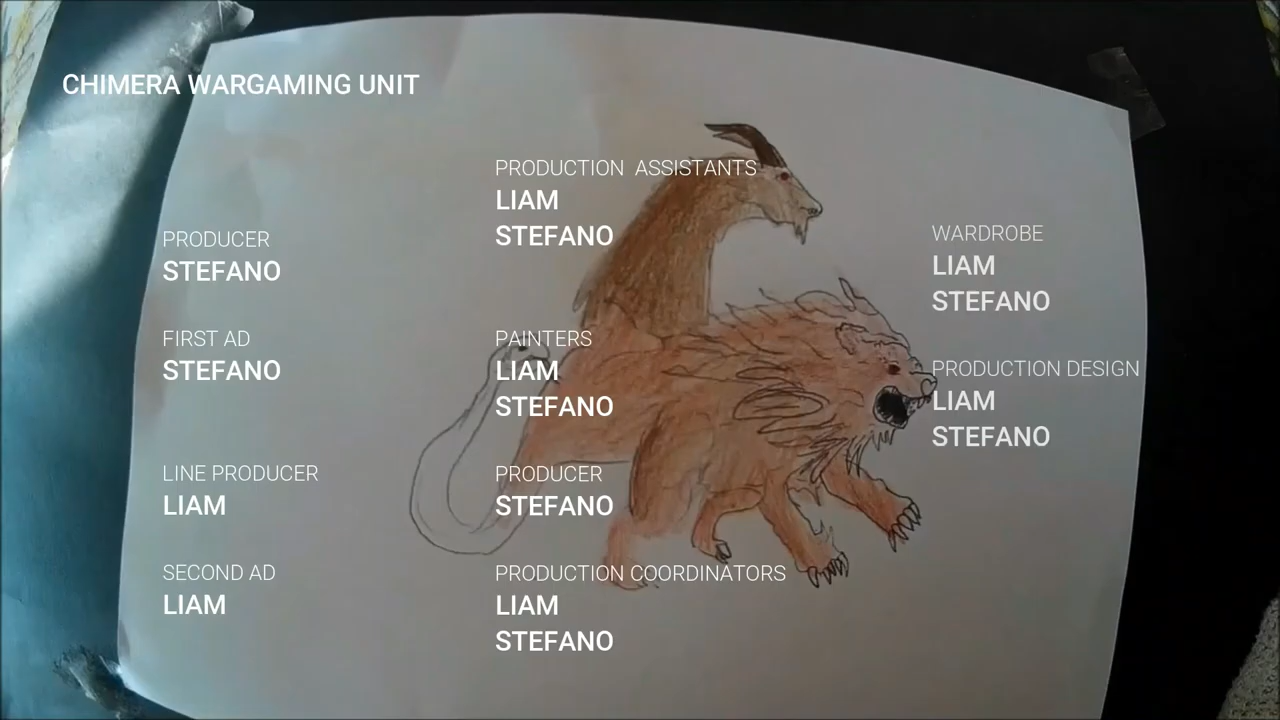 CHIMERA WARGAMING UNIT
PRODUCER
STEFANO
FIRST AD
STEFANO
LINE PRODUCER
LIAM
SECOND AD
LIAM
PRODUCTION  ASSISTANTS
LIAM
STEFANO
PAINTERS
LIAM
STEFANO
PRODUCER
STEFANO
PRODUCTION COORDINATORS
LIAM
STEFANO
WARDROBE
LIAM
STEFANO
PRODUCTION DESIGN
LIAM
STEFANO